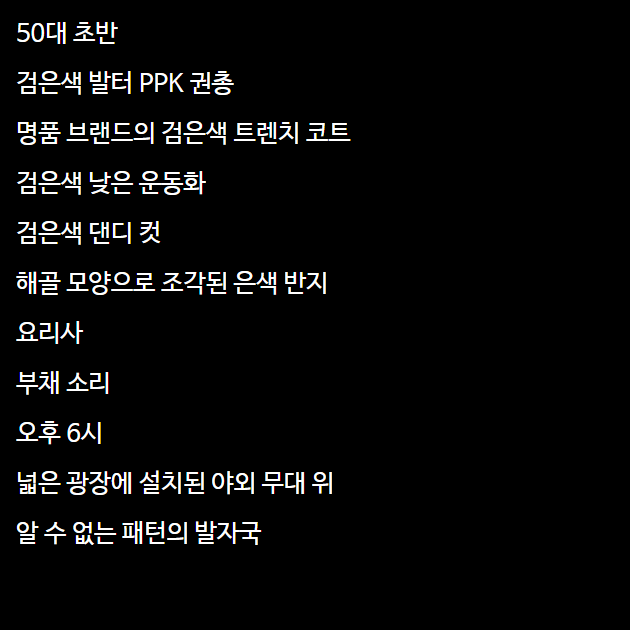 50대 초반
검은색 발터 PPK 권총
명품 브랜드의 검은색 트렌치 코트
검은색 낮은 운동화
검은색 댄디 컷
해골 모양으로 조각된 은색 반지
요리사
부채 소리
오후 6시
넓은 광장에 설치된 야외 무대 위
알 수 없는 패턴의 발자국